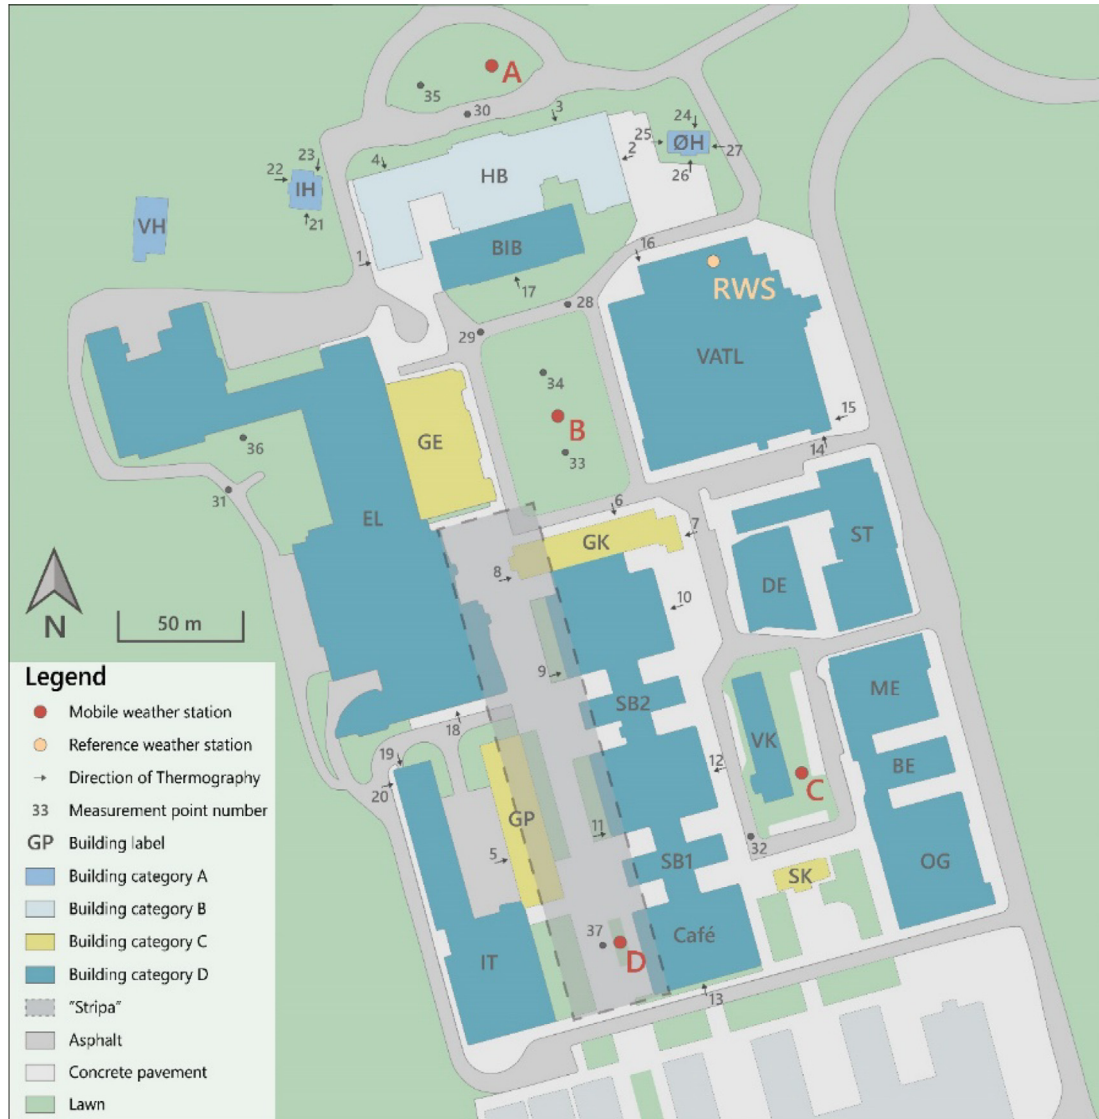 A
35
30
3
24
25
ØH
2
27
26
23
22
IH
21
4
HB
VH
BIB
1
17
16
RWS
28
29
VATL
34
B
33
15
14
GE
36
31
EL
6
7
GK
8
ST
DE
10
N
50 m
9
SB2
ME
18
VK
BE
19
20
12
C
GP
11
5
32
SB1
SK
OG
37
D
Café
IT
13
Legend
Mobile weather station
Reference weather station
Direction of Thermography
33 Measurement point number
GP Building label
Building category A
Building category B
Building category C
Building category D
"Stripa"
Asphalt
Concrete pavement
Lawn